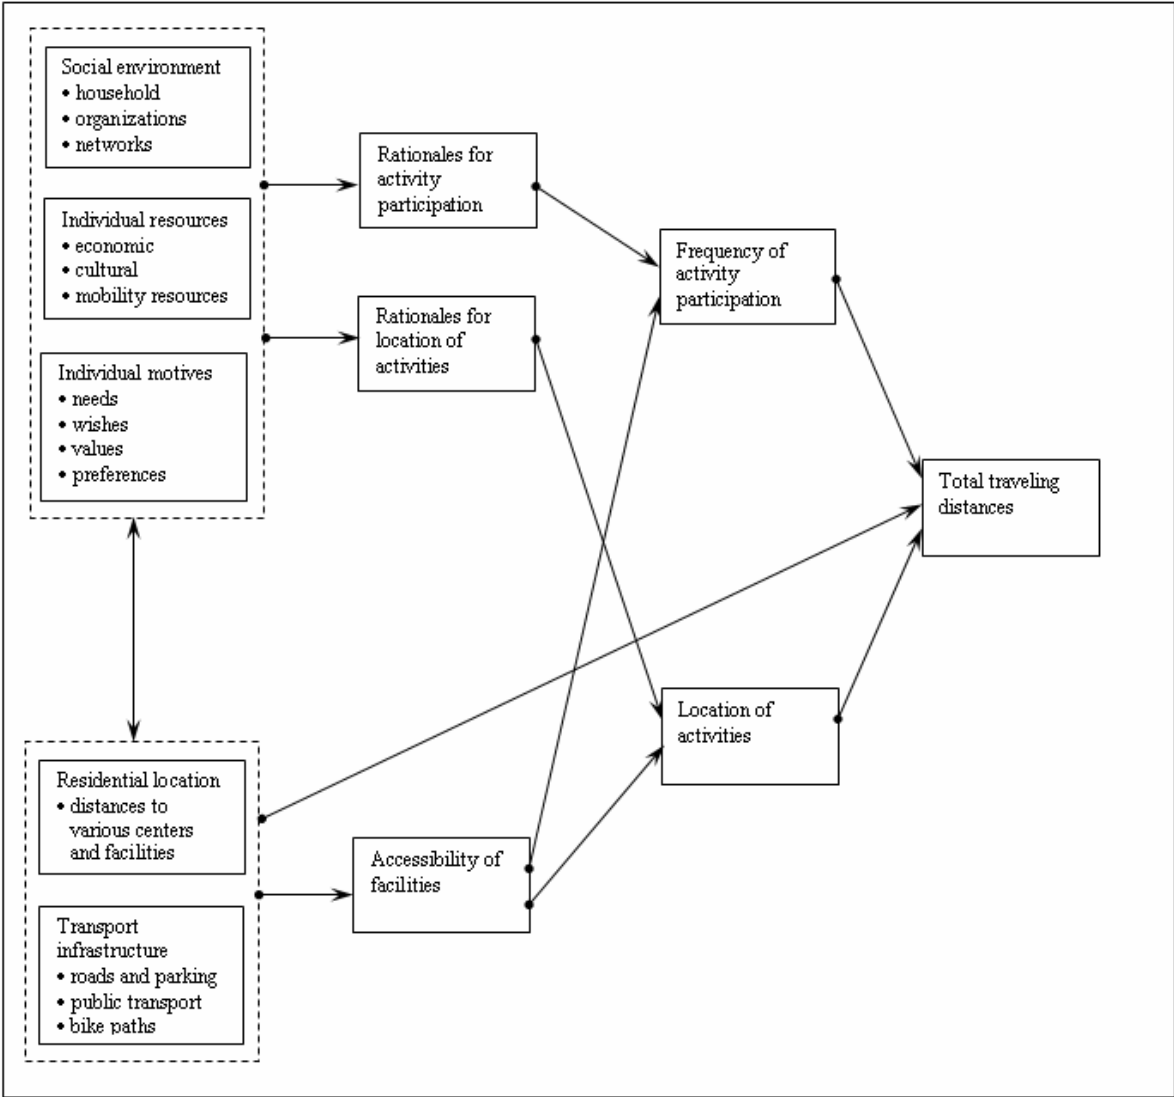 Social environment
• household
• organizations
• networks
Individual resources
• economic
• cultural
• mobility resources
Individual motives
• needs
• wishes
• values
• preferences
Rationales for
activity
participation
Rationales for
location of
activities
Frequency of
activity
participation
Total traveling
distances
Location of
activities
Residential location
• distances to
various centers
and facilities
Accessibility of
facilities
Transport
infrastructure
• roads and parking
• public transport
• bike paths